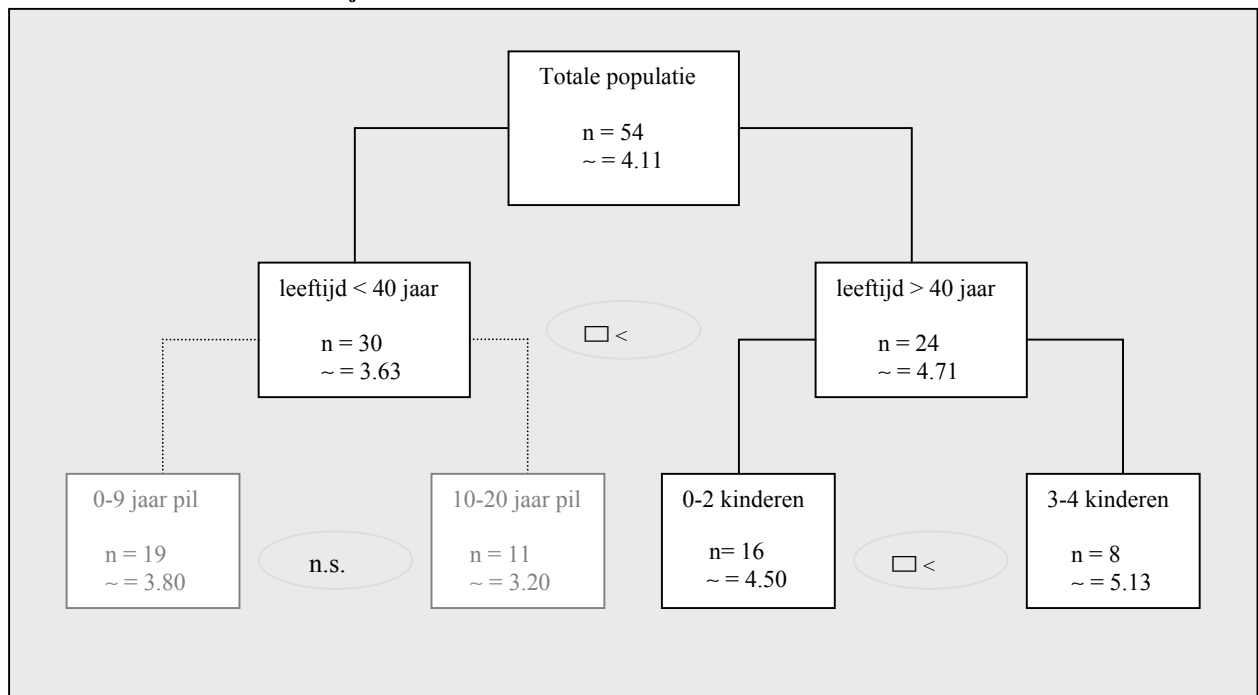 Totale populatie
n = 54
~ = 4.11
leeftijd < 40 jaar
n = 30
~ = 3.63
□ <
leeftijd > 40 jaar
n = 24
~ = 4.71
0-9 jaar pil
n = 19
~ = 3.80
n.s.
10-20 jaar pil
n = 11
~ = 3.20
0-2 kinderen
n= 16
~ = 4.50
□ <
3-4 kinderen
n = 8
~ = 5.13